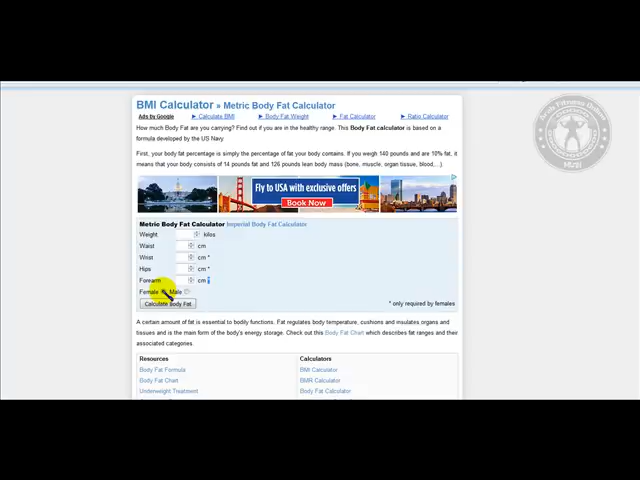 BMI Calculator » Metric Body Fat Calculator
Ads by Google ► Calculate BMI ► Body Fat Weight ► Fat Calculator ► Ratio Calculator
How much Body Fat are you carrying? Find out if you are in the healthy range. This Body Fat calculator is based on a
formula developed by the US Navy
First, your body fat percentage is simply the percentage of fat your body contains. If you weigh 140 pounds and are 10% fat, it
means that your body consists of 14 pounds fat and 126 pounds lean body mass (bone, muscle, organ tissue, blood,...).
Fly to USA with exclusive offers
Book Now
Metric Body Fat Calculator Imperial Body Fat Calculator
Weight kilos
Waist cm
Wrist cm *
Hips cm *
Forearm cm *
Female Male
Calculate Body Fat * only required by females
A certain amount of fat is essential to bodily functions. Fat regulates body temperature, cushions and insulates organs and
tissues and is the main form of the body's energy storage. Check out this Body Fat Chart which describes fat ranges and their
associated categories.
Resources Calculators
Body Fat Formula BMI Calculator
Body Fat Chart BMR Calculator
Underweight Treatment Body Fat Calculator
Arab Fitness Online